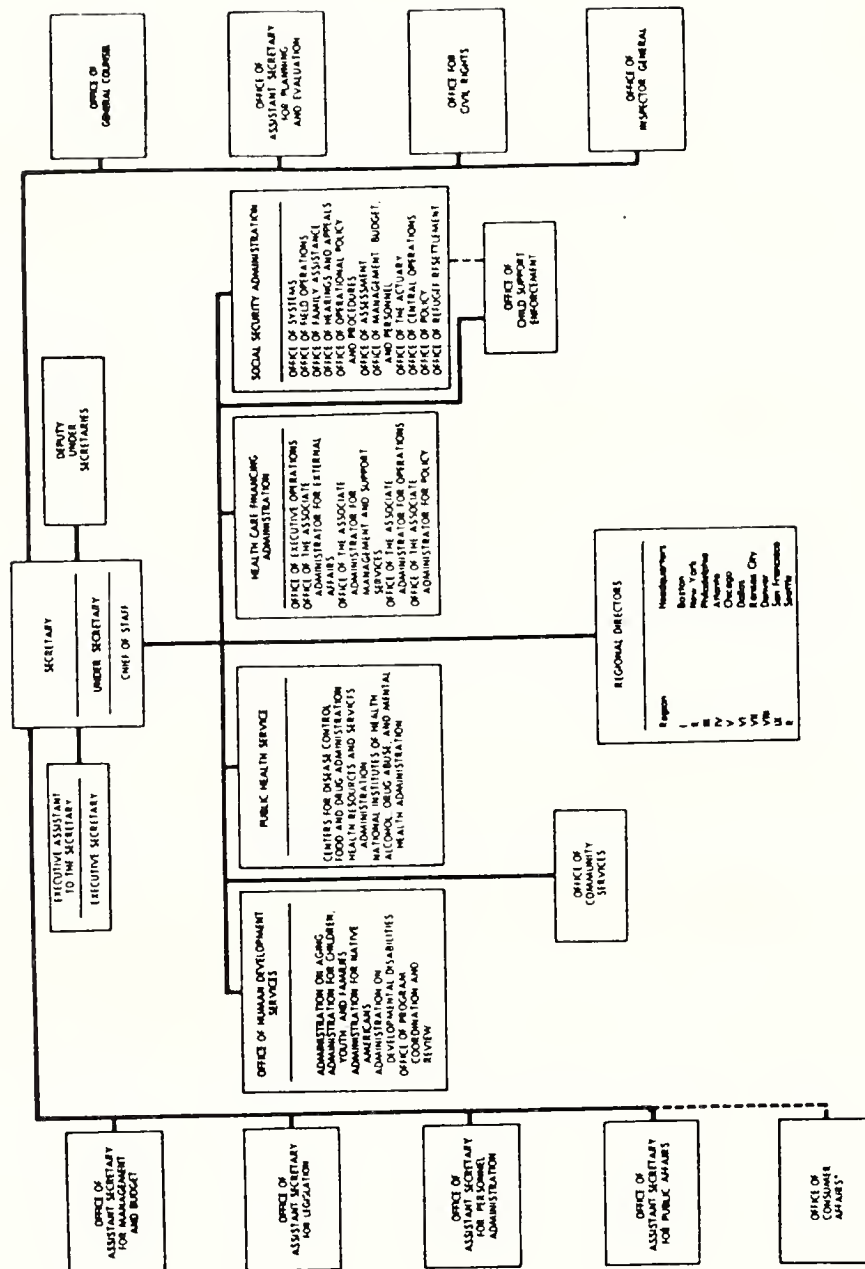 SECRETARY
UNDER SECRETARY
CHIEF OF STAFF
EXECUTIVE ASSISTANT
TO THE SECRETARY
EXECUTIVE SECRETARY
DEPUTY
UNDER
SECRETARIES
OFFICE OF
ASSISTANT SECRETARY
FOR MANAGEMENT
AND BUDGET
OFFICE OF
ASSISTANT SECRETARY
FOR LEGISLATION
OFFICE OF
ASSISTANT SECRETARY
FOR PERSONNEL
ADMINISTRATION
OFFICE OF
ASSISTANT SECRETARY
FOR PUBLIC AFFAIRS
OFFICE OF
CONSUMER
AFFAIRS*
OFFICE OF HUMAN DEVELOPMENT
SERVICES
ADMINISTRATION ON AGING
ADMINISTRATION FOR CHILDREN,
YOUTH AND FAMILIES
ADMINISTRATION FOR NATIVE
AMERICANS
ADMINISTRATION ON
DEVELOPMENTAL DISABILITIES
OFFICE OF PROGRAM
COORDINATION AND
REVIEW
PUBLIC HEALTH SERVICE
CENTERS FOR DISEASE CONTROL
FOOD AND DRUG ADMINISTRATION
HEALTH RESOURCES AND SERVICES
ADMINISTRATION
NATIONAL INSTITUTES OF HEALTH
ALCOHOL, DRUG ABUSE, AND MENTAL
HEALTH ADMINISTRATION
HEALTH CARE FINANCING
ADMINISTRATION
OFFICE OF EXECUTIVE OPERATIONS
OFFICE OF THE ASSOCIATE
ADMINISTRATOR FOR EXTERNAL
AFFAIRS
OFFICE OF THE ASSOCIATE
ADMINISTRATOR FOR
MANAGEMENT AND SUPPORT
SERVICES
OFFICE OF THE ASSOCIATE
ADMINISTRATOR FOR OPERATIONS
OFFICE OF THE ASSOCIATE
ADMINISTRATOR FOR POLICY
SOCIAL SECURITY ADMINISTRATION
OFFICE OF SYSTEMS
OFFICE OF FIELD OPERATIONS
OFFICE OF FAMILY ASSISTANCE
OFFICE OF HEARINGS AND APPEALS
OFFICE OF OPERATIONAL POLICY
AND PROCEDURES
OFFICE OF ASSESSMENT
OFFICE OF MANAGEMENT, BUDGET,
AND PERSONNEL
OFFICE OF THE ACTUARY
OFFICE OF CENTRAL OPERATIONS
OFFICE OF POLICY
OFFICE OF REFUGEE RESETTLEMENT
OFFICE OF
GENERAL COUNSEL
OFFICE OF
ASSISTANT SECRETARY
FOR PLANNING
AND EVALUATION
OFFICE FOR
CIVIL RIGHTS
OFFICE OF
INSPECTOR GENERAL
OFFICE OF
COMMUNITY
SERVICES
OFFICE OF
CHILD SUPPORT
ENFORCEMENT
REGIONAL DIRECTORS
Region Headquarters
I Boston
II New York
III Philadelphia
IV Atlanta
V Chicago
VI Dallas
VII Kansas City
VIII Denver
IX San Francisco
X Seattle